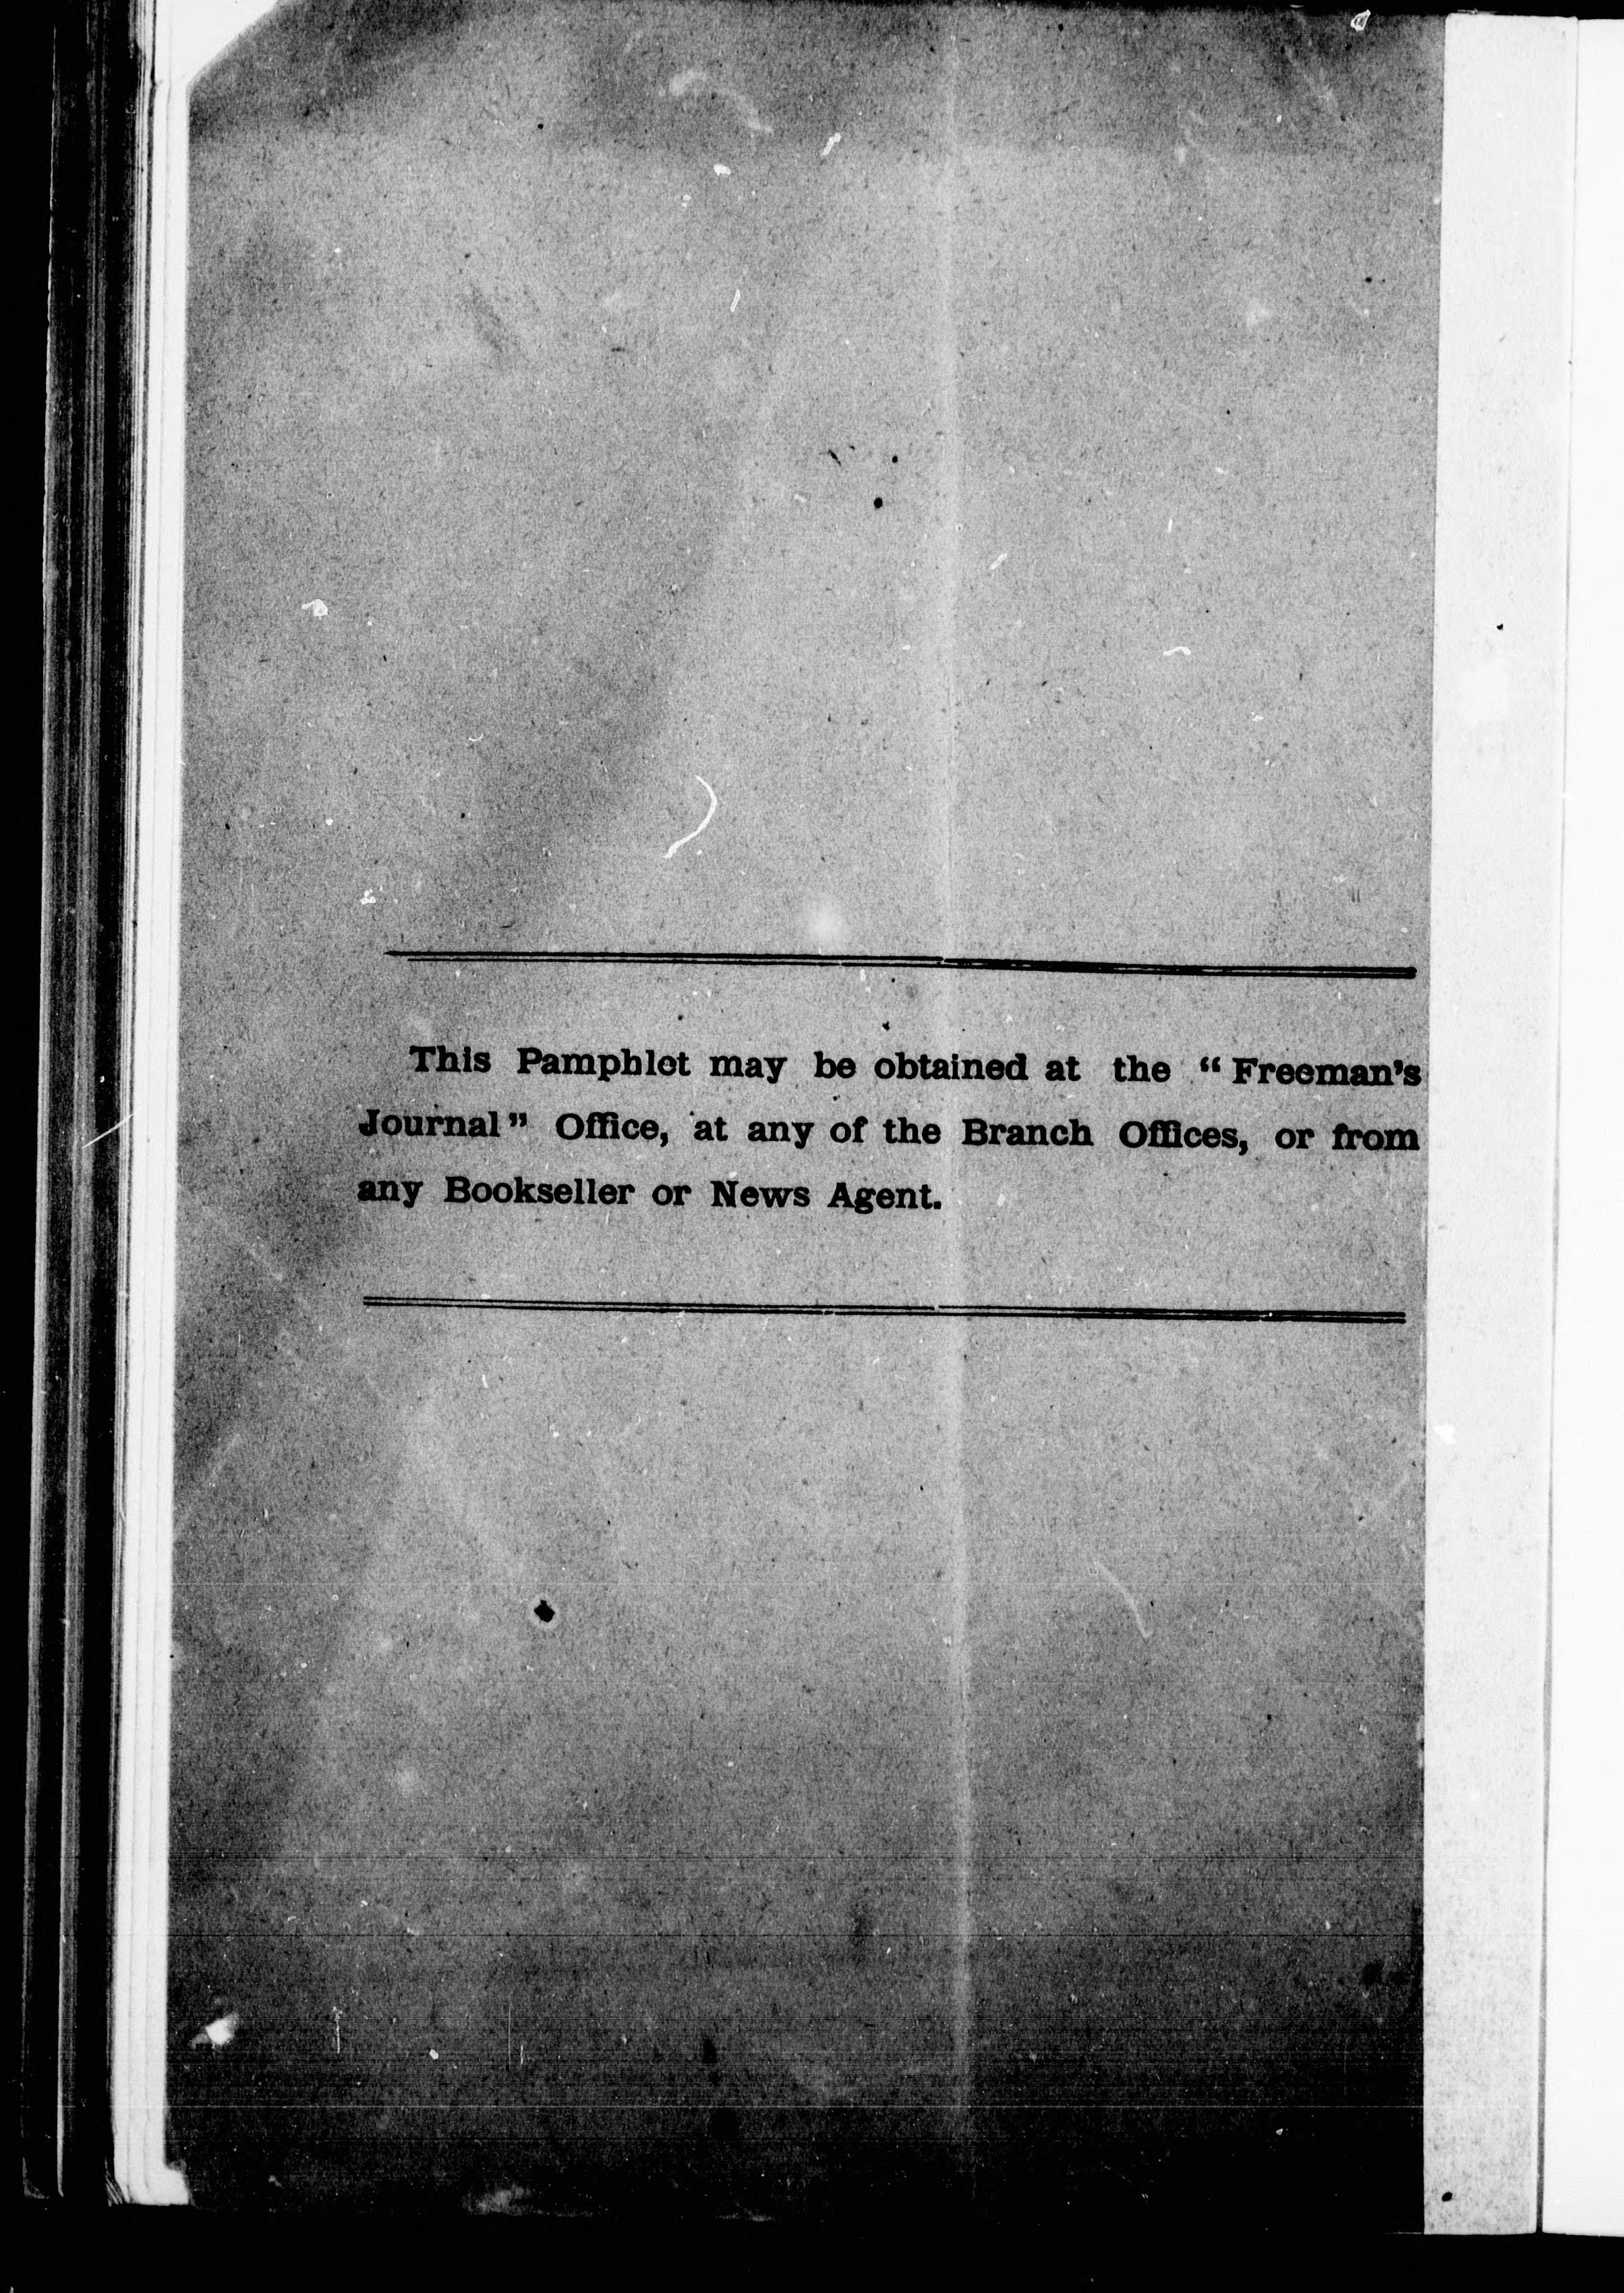 This Pamphlet may be obtained at the “Freeman’s
Journal” Office, at any of the Branch Offices, or from
any Bookseller or News Agent.